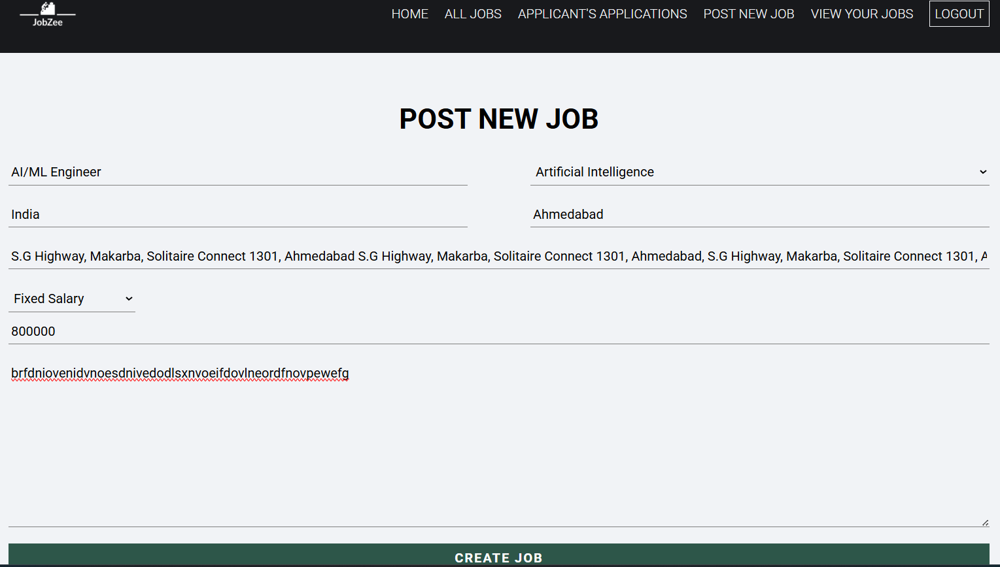 JobZee
HOME ALL JOBS APPLICANT'S APPLICATIONS POST NEW JOB VIEW YOUR JOBS LOGOUT
POST NEW JOB
AI/ML Engineer
Artificial Intelligence
India
Ahmedabad
S.G Highway, Makarba, Solitaire Connect 1301, Ahmedabad S.G Highway, Makarba, Solitaire Connect 1301, Ahmedabad, S.G Highway, Makarba, Solitaire Connect 1301, A
Fixed Salary
800000
brfdniovenidvnoesdnivedodlsxnvoeifdovlneordfnovpewefg
CREATE JOB